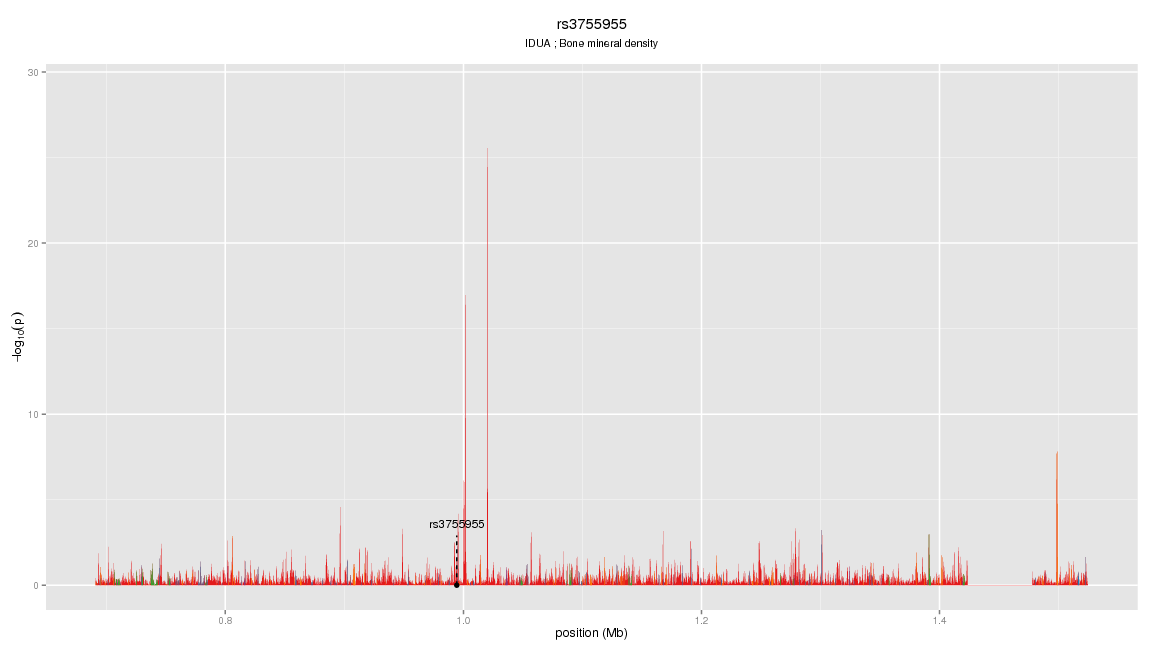 rs3755955
IDUA ; Bone mineral density
30
20
10
0
−log10(p)
rs3755955
0.8
1.0
1.2
1.4
position (Mb)